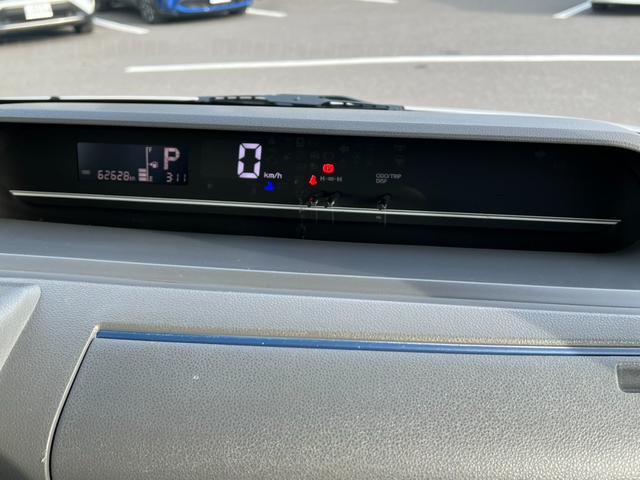 P
62628km
311
0 km/h
H H
ODO/TRIP
DISP